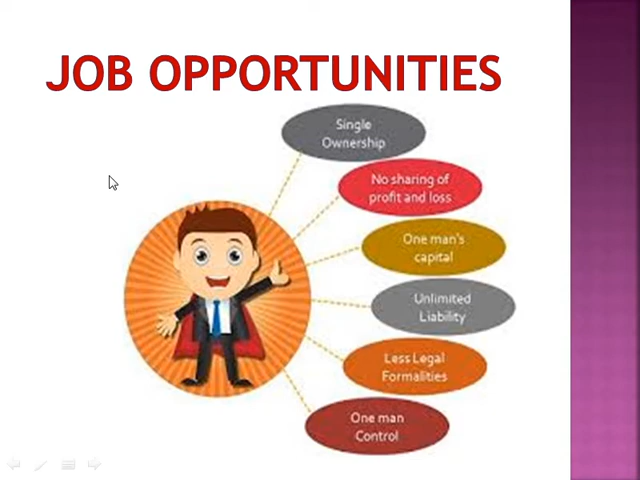 JOB OPPORTUNITIES
Single
Ownership
No sharing of
profit and loss
One man's
capital
Unlimited
Liability
Less Legal
Formalities
One man
Control